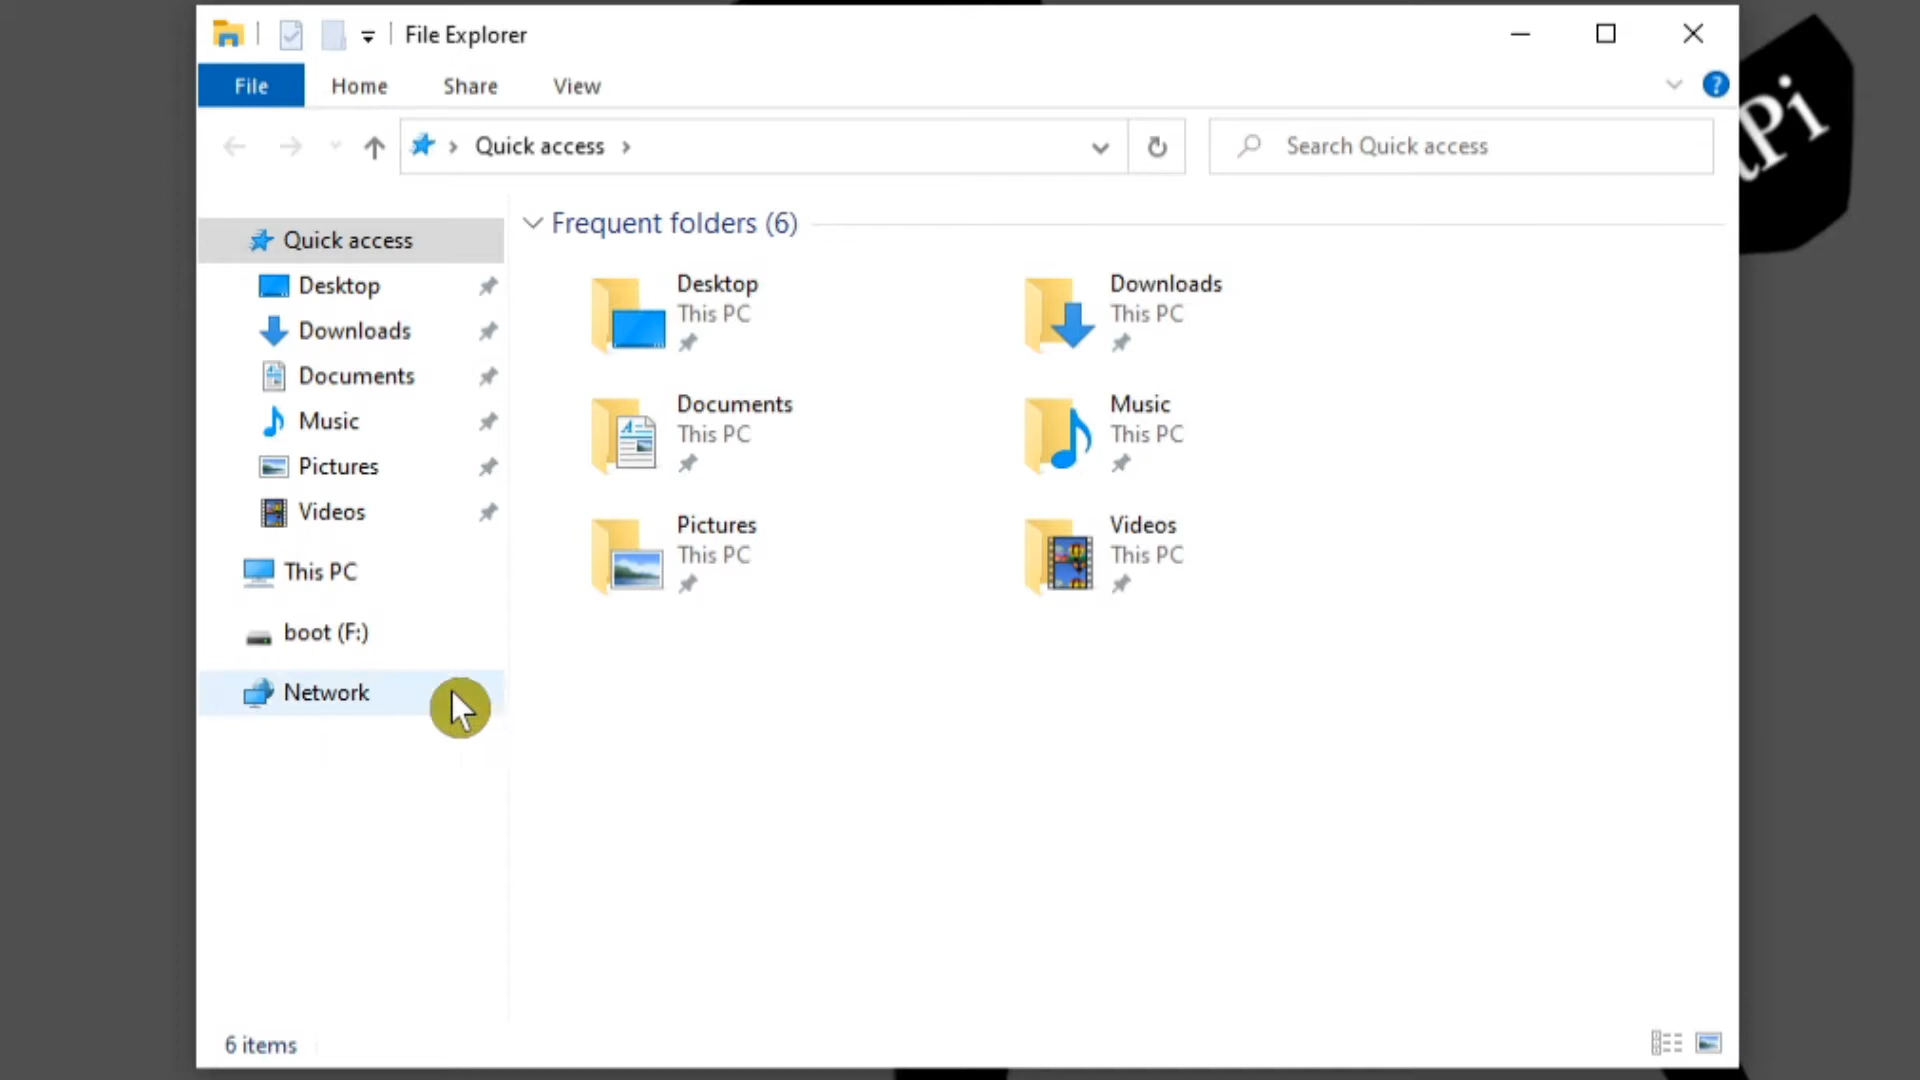 File Explorer
File Home Share View
?
Quick access
Search Quick access
Quick access
Desktop
Downloads
Documents
Music
Pictures
Videos
This PC
boot (F:)
Network
Frequent folders (6)
Desktop
This PC
Downloads
This PC
Documents
This PC
Music
This PC
Pictures
This PC
Videos
This PC
6 items
Pi